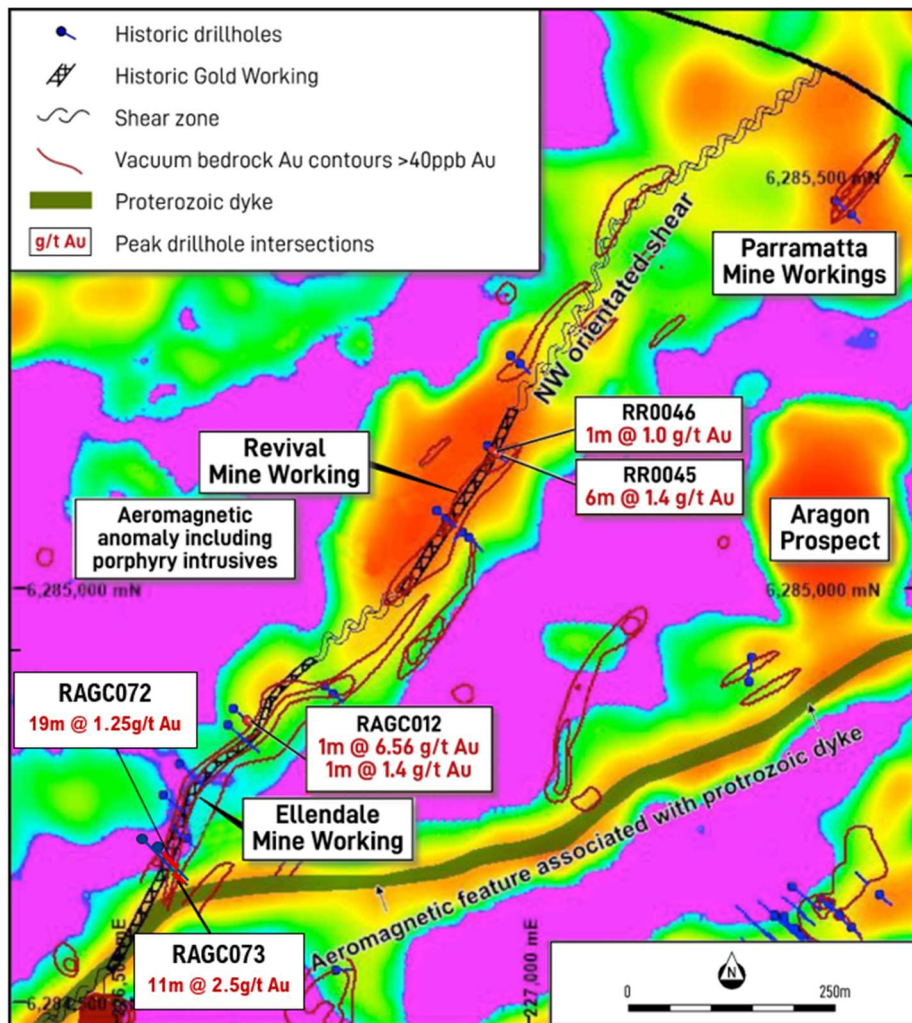 Historic drillholes
Historic Gold Working
Shear zone
Vacuum bedrock Au contours >40ppb Au
Proterozoic dyke
g/t Au
Peak drillhole intersections
6,285,500 mN
Parramatta
Mine Workings
NW orientated shear
RR0046
1m @ 1.0 g/t Au
Revival
Mine Working
RR0045
6m @ 1.4 g/t Au
Aragon
Prospect
Aeromagnetic
anomaly including
porphyry intrusives
6,285,000 mN
6,285,000 mN
RAGC072
19m @ 1.25g/t Au
RAGC012
1m @ 6.56 g/t Au
1m @ 1.4 g/t Au
Ellendale
Mine Working
Aeromagnetic feature associated with protrozoic dyke
RAGC073
11m @ 2.5g/t Au
6,284,500 mN
227,000 mE
N
0
250m